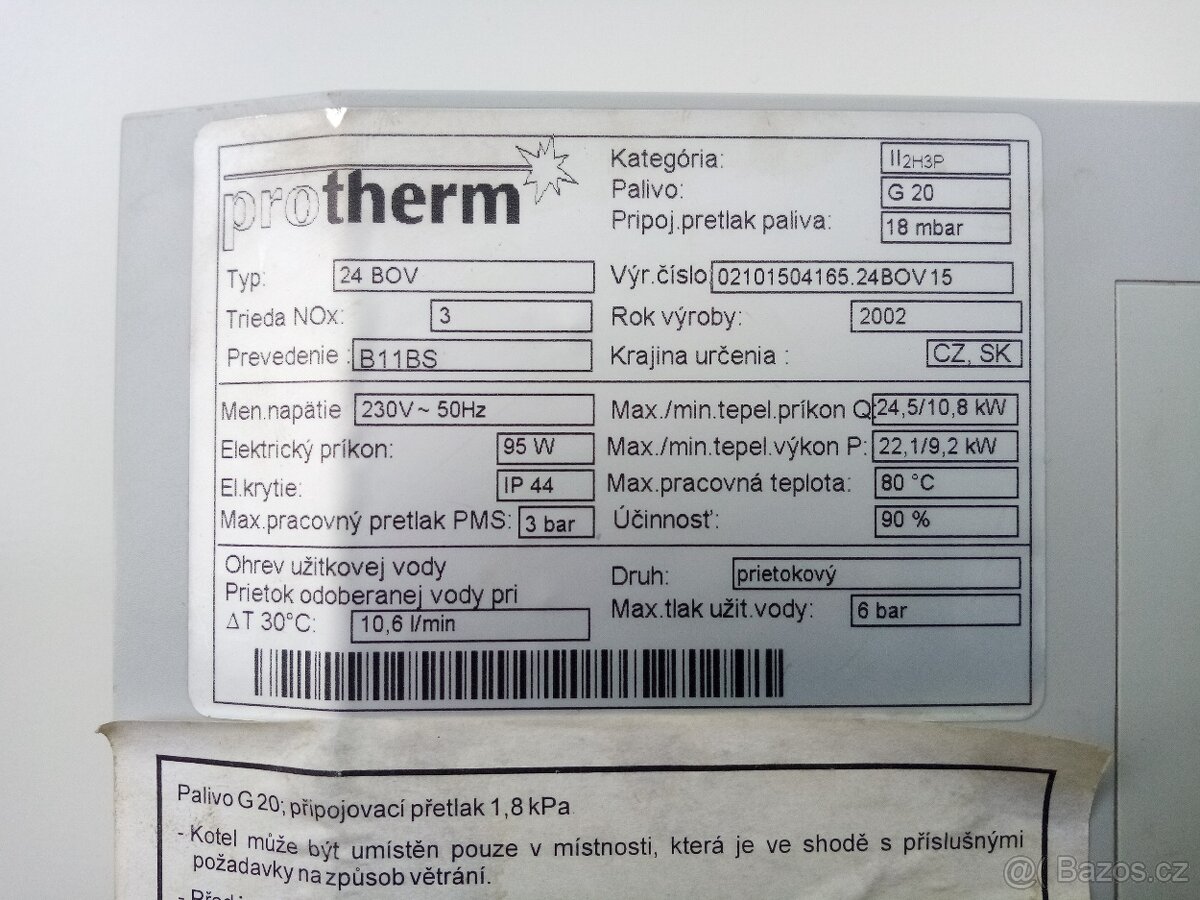 protherm
Kategória: II2H3P
Palivo: G 20
Pripoj.pretlak paliva: 18 mbar
Typ: 24 BOV
Výr.číslo 02101504165.24BOV15
Trieda NOx: 3
Rok výroby: 2002
Prevedenie : B11BS
Krajina určenia : CZ, SK
Men.napätie 230V~ 50Hz
Max./min.tepel.príkon Q: 24,5/10,8 kW
Elektrický príkon: 95 W
Max./min.tepel.výkon P: 22,1/9,2 kW
El.krytie: IP 44
Max.pracovná teplota: 80 °C
Max.pracovný pretlak PMS: 3 bar
Účinnosť: 90 %
Ohrev užitkovej vody
Prietok odoberanej vody pri
ΔT 30°C: 10,6 l/min
Druh: prietokový
Max.tlak užit.vody: 6 bar
Palivo G 20; připojovací přetlak 1,8 kPa
- Kotel může být umístěn pouze v místnosti, která je ve shodě s příslušnými
požadavky na způsob větrání.
@( Bazos.cz